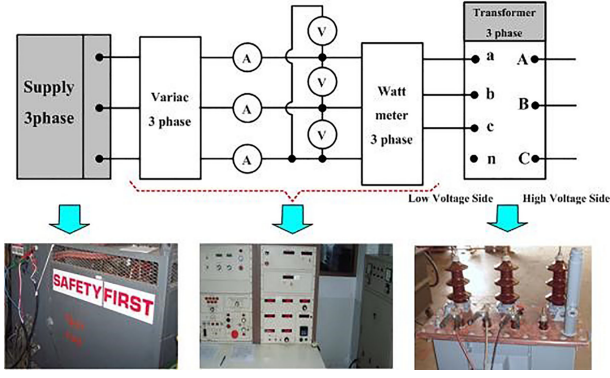 Transformer
3 phase
Supply
3phase
Variac
3 phase
A
A
A
V
V
V
Watt
meter
3 phase
a
b
c
n
A
B
C
Low Voltage Side
High Voltage Side
SAFETY FIRST